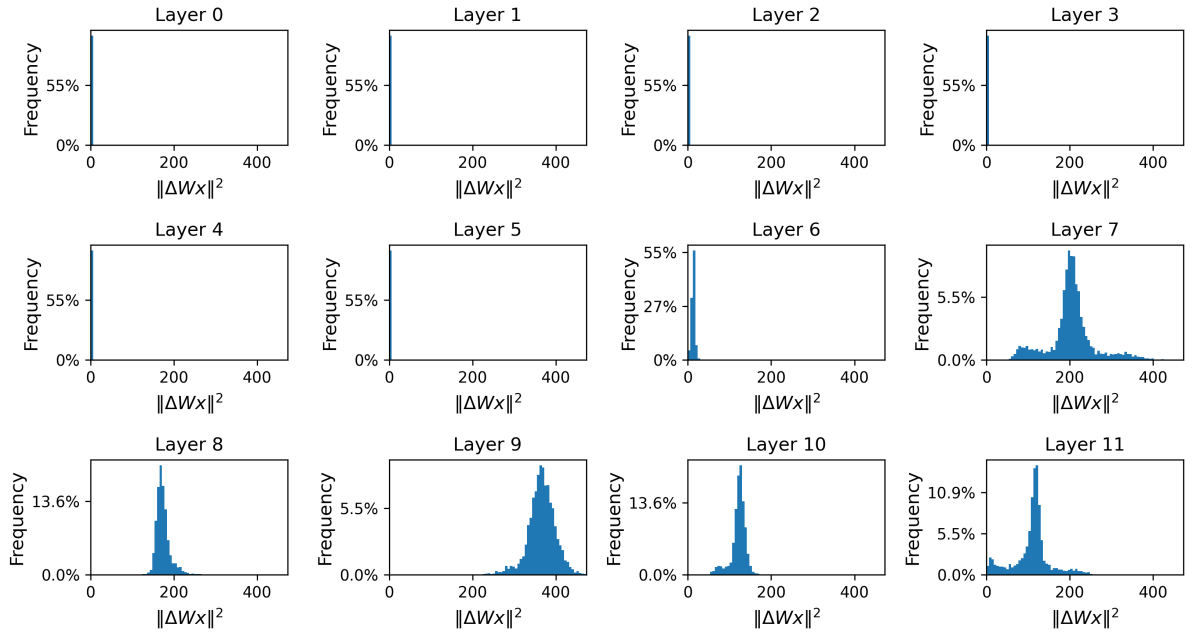 Layer 0
Frequency
55%
0%
0 200 400
‖ΔWx‖²
Layer 1
Frequency
55%
0%
0 200 400
‖ΔWx‖²
Layer 2
Frequency
55%
0%
0 200 400
‖ΔWx‖²
Layer 3
Frequency
55%
0%
0 200 400
‖ΔWx‖²
Layer 4
Frequency
55%
0%
0 200 400
‖ΔWx‖²
Layer 5
Frequency
55%
0%
0 200 400
‖ΔWx‖²
Layer 6
Frequency
55%
27%
0%
0 200 400
‖ΔWx‖²
Layer 7
Frequency
5.5%
0.0%
0 200 400
‖ΔWx‖²
Layer 8
Frequency
13.6%
0.0%
0 200 400
‖ΔWx‖²
Layer 9
Frequency
5.5%
0.0%
0 200 400
‖ΔWx‖²
Layer 10
Frequency
13.6%
0.0%
0 200 400
‖ΔWx‖²
Layer 11
Frequency
10.9%
5.5%
0.0%
0 200 400
‖ΔWx‖²